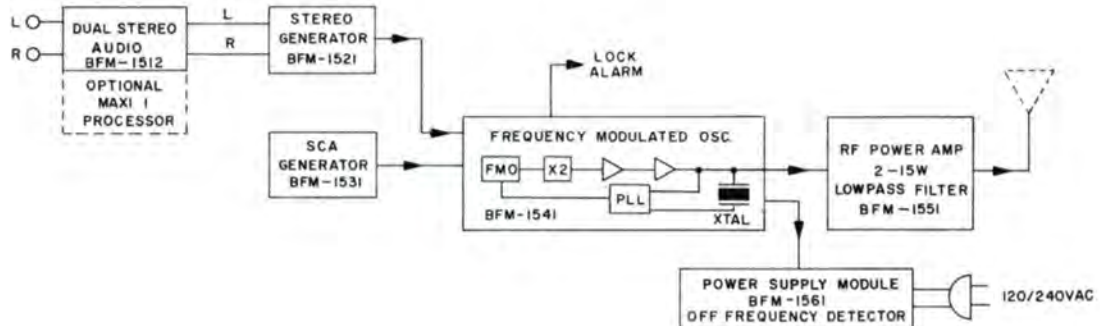 L
R
DUAL STEREO
AUDIO
BFM-1512
OPTIONAL
MAXI 1
PROCESSOR
L
R
STEREO
GENERATOR
BFM-1521
SCA
GENERATOR
BFM-1531
LOCK
ALARM
FREQUENCY MODULATED OSC.
FMO
X2
PLL
BFM-1541
XTAL
RF POWER AMP
2-15W
LOWPASS FILTER
BFM-1551
POWER SUPPLY MODULE
BFM-1561
OFF FREQUENCY DETECTOR
120/240VAC